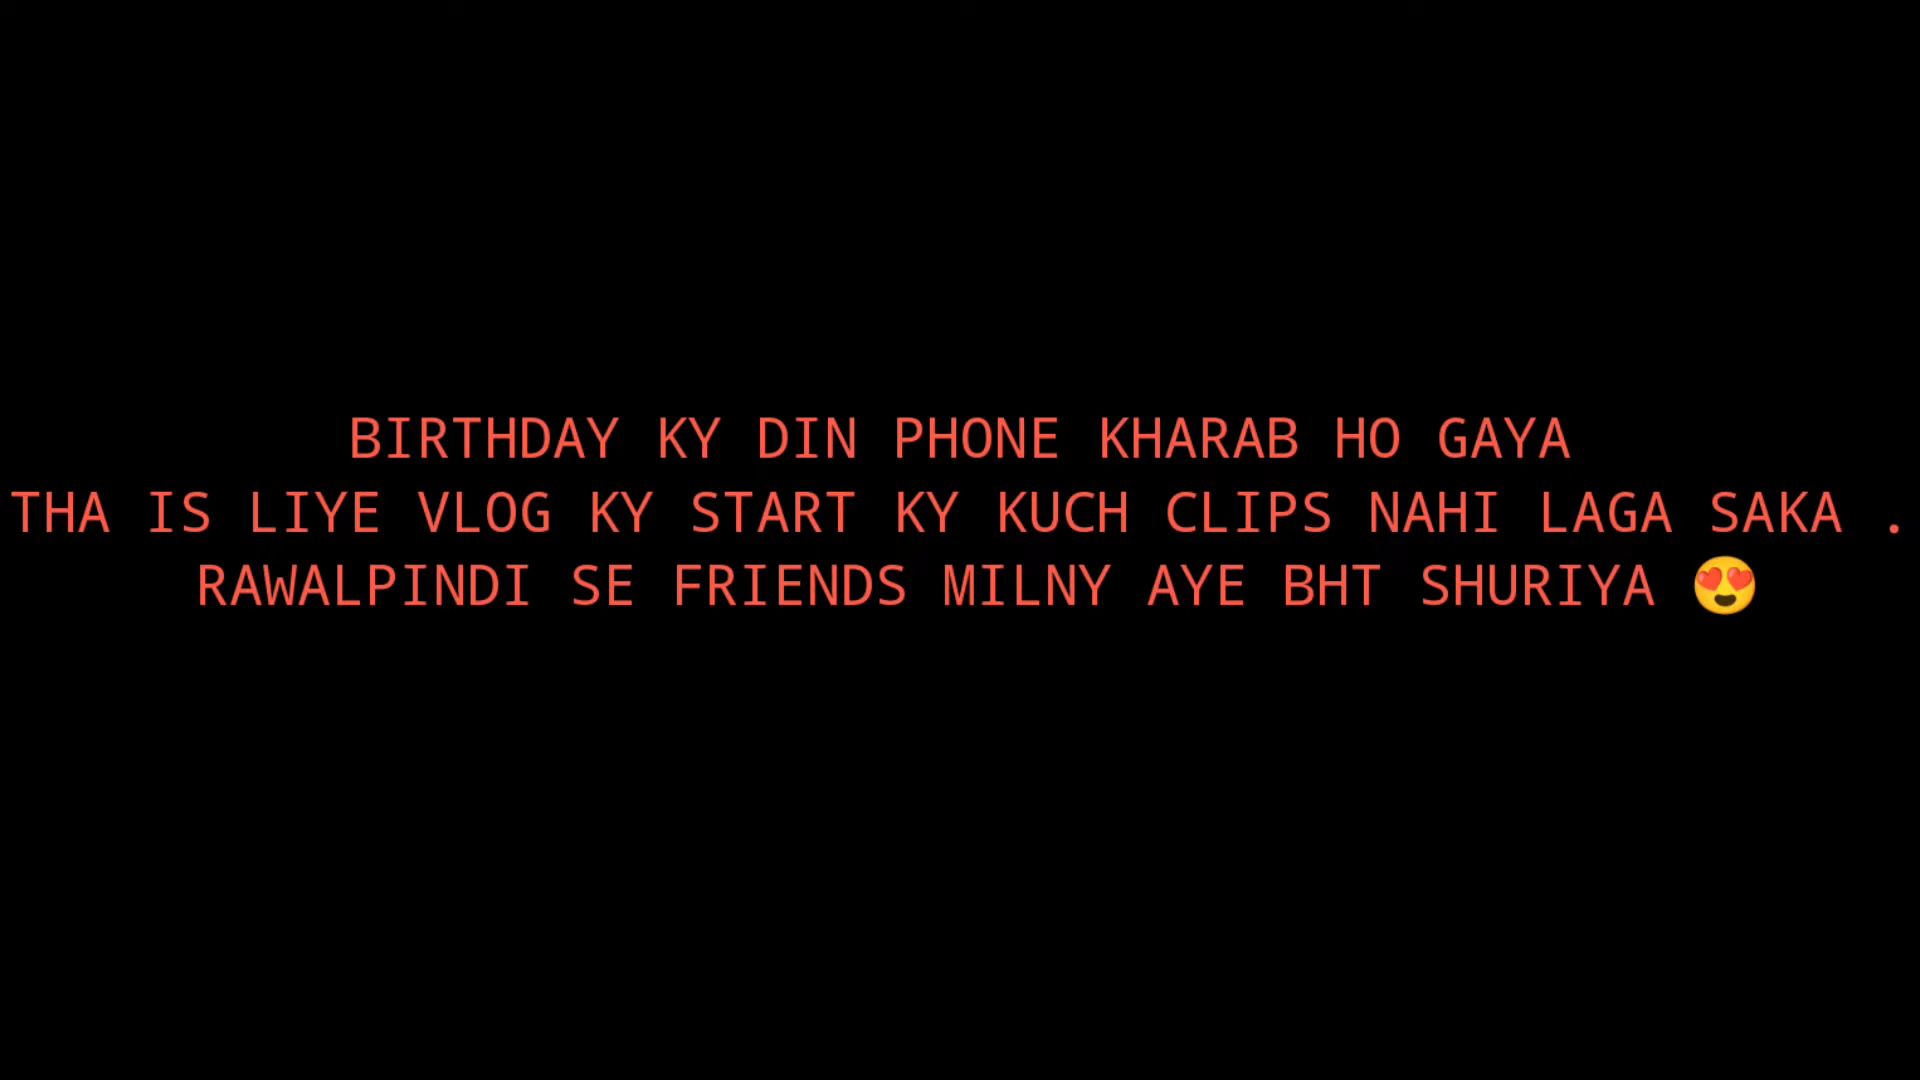 BIRTHDAY KY DIN PHONE KHARAB HO GAYA
THA IS LIYE VLOG KY START KY KUCH CLIPS NAHI LAGA SAKA .
RAWALPINDI SE FRIENDS MILNY AYE BHT SHURIYA 😍